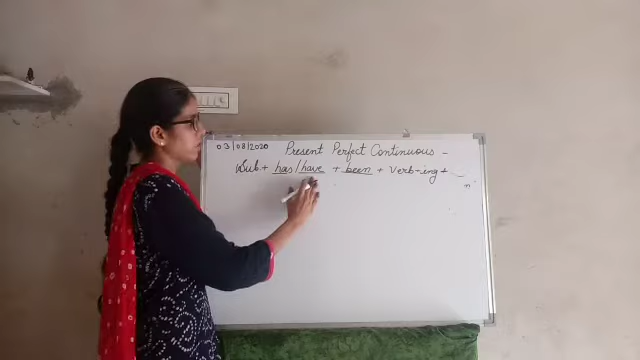 03/08/2020 Present Perfect Continuous -
Sub + has/have + been + Verb-ing +